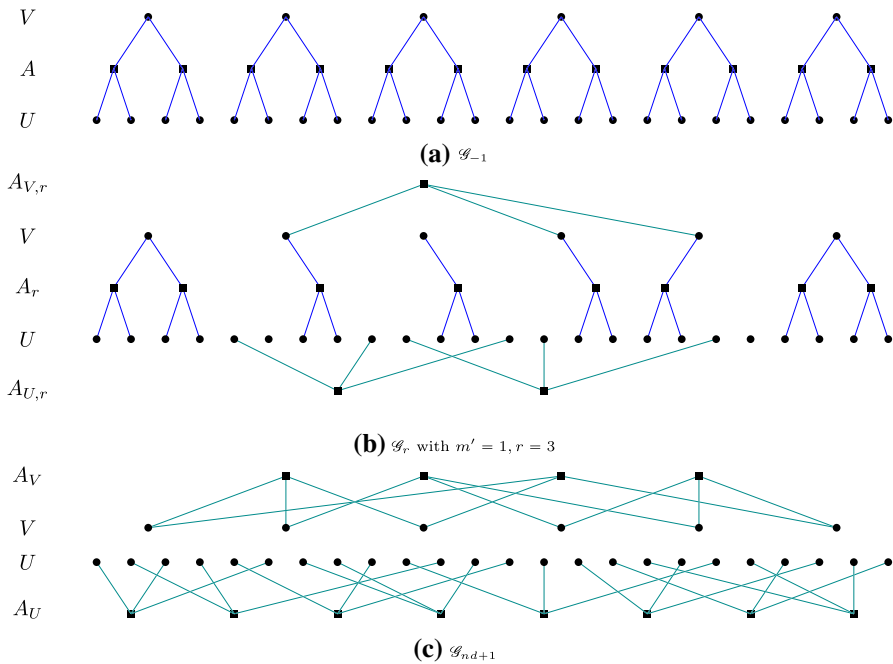 V
A
U
(a) 𝒢₋₁
A_{V,r}
V
A_r
U
A_{U,r}
(b) 𝒢_r with m′ = 1, r = 3
A_V
V
U
A_U
(c) 𝒢_{nd+1}